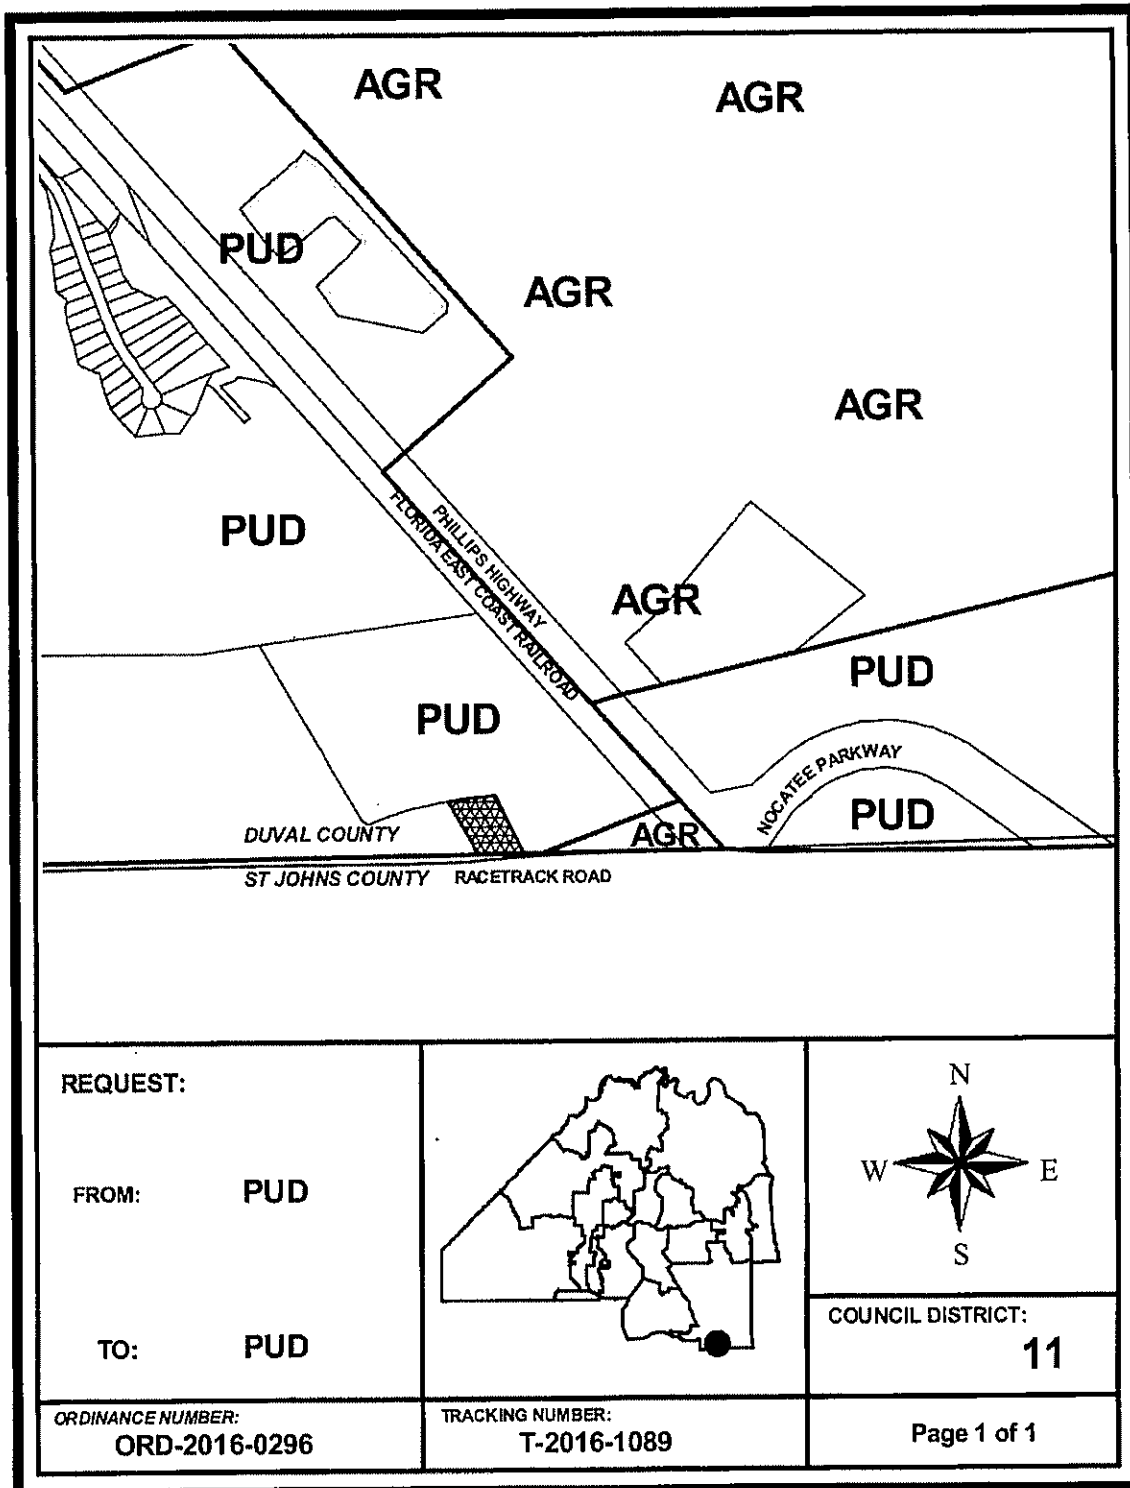 AGR
AGR
PUD
AGR
AGR
PUD
PHILLIPS HIGHWAY
FLORIDA EAST COAST RAILROAD
AGR
PUD
PUD
NOCATEE PARKWAY
PUD
DUVAL COUNTY
AGR
ST JOHNS COUNTY
RACETRACK ROAD
REQUEST:
FROM: PUD
TO: PUD
N
W E
S
COUNCIL DISTRICT:
11
ORDINANCE NUMBER:
ORD-2016-0296
TRACKING NUMBER:
T-2016-1089
Page 1 of 1